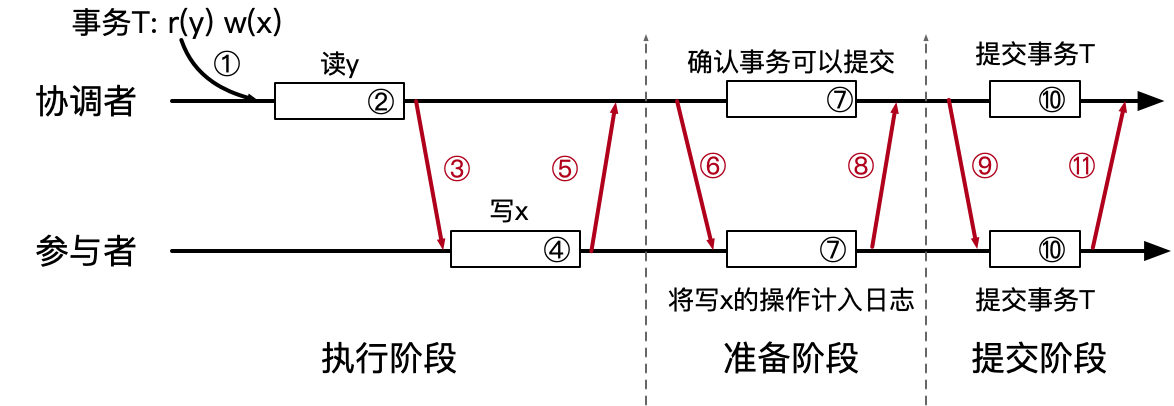 事务T: r(y) w(x)
①
读y
确认事务可以提交
提交事务T
协调者
②
⑦
⑩
③
⑤
⑥
⑧
⑨
⑪
写x
参与者
④
⑦
⑩
将写x的操作计入日志
提交事务T
执行阶段
准备阶段
提交阶段